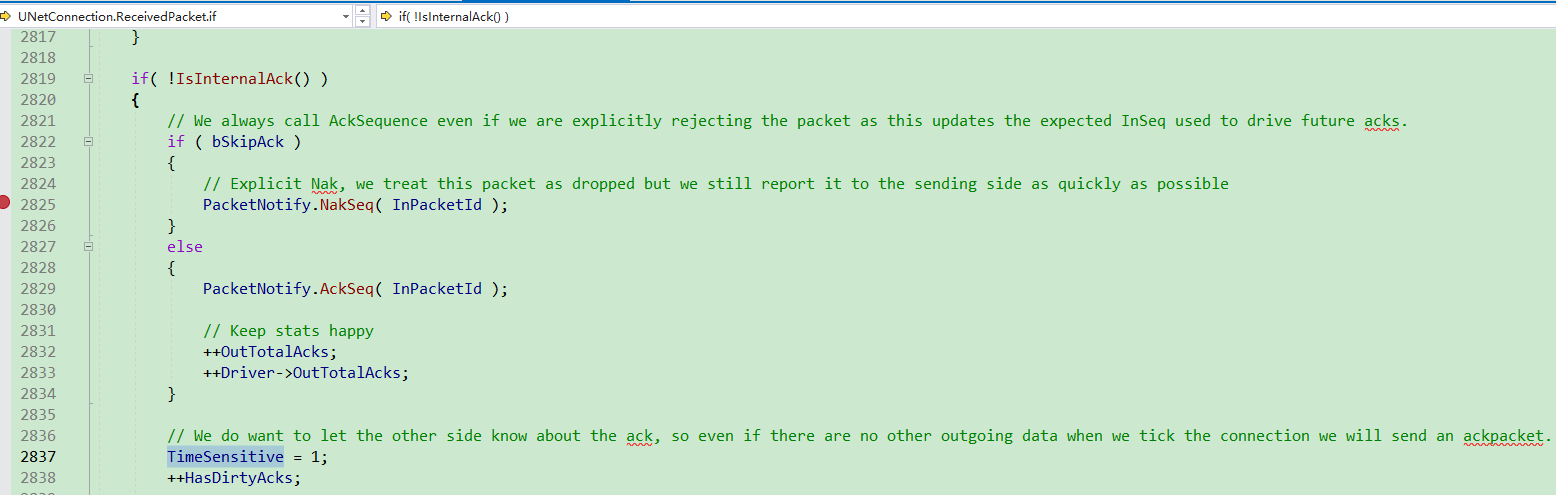 UNetConnection.ReceivedPacket.if
if( !IsInternalAck() )
2817 }
2818
2819 if( !IsInternalAck() )
2820 {
2821 // We always call AckSequence even if we are explicitly rejecting the packet as this updates the expected InSeq used to drive future acks.
2822 if ( bSkipAck )
2823 {
2824 // Explicit Nak, we treat this packet as dropped but we still report it to the sending side as quickly as possible
2825 PacketNotify.NakSeq( InPacketId );
2826 }
2827 else
2828 {
2829 PacketNotify.AckSeq( InPacketId );
2830
2831 // Keep stats happy
2832 ++OutTotalAcks;
2833 ++Driver->OutTotalAcks;
2834 }
2835
2836 // We do want to let the other side know about the ack, so even if there are no other outgoing data when we tick the connection we will send an ackpacket.
2837 TimeSensitive = 1;
2838 ++HasDirtyAcks;